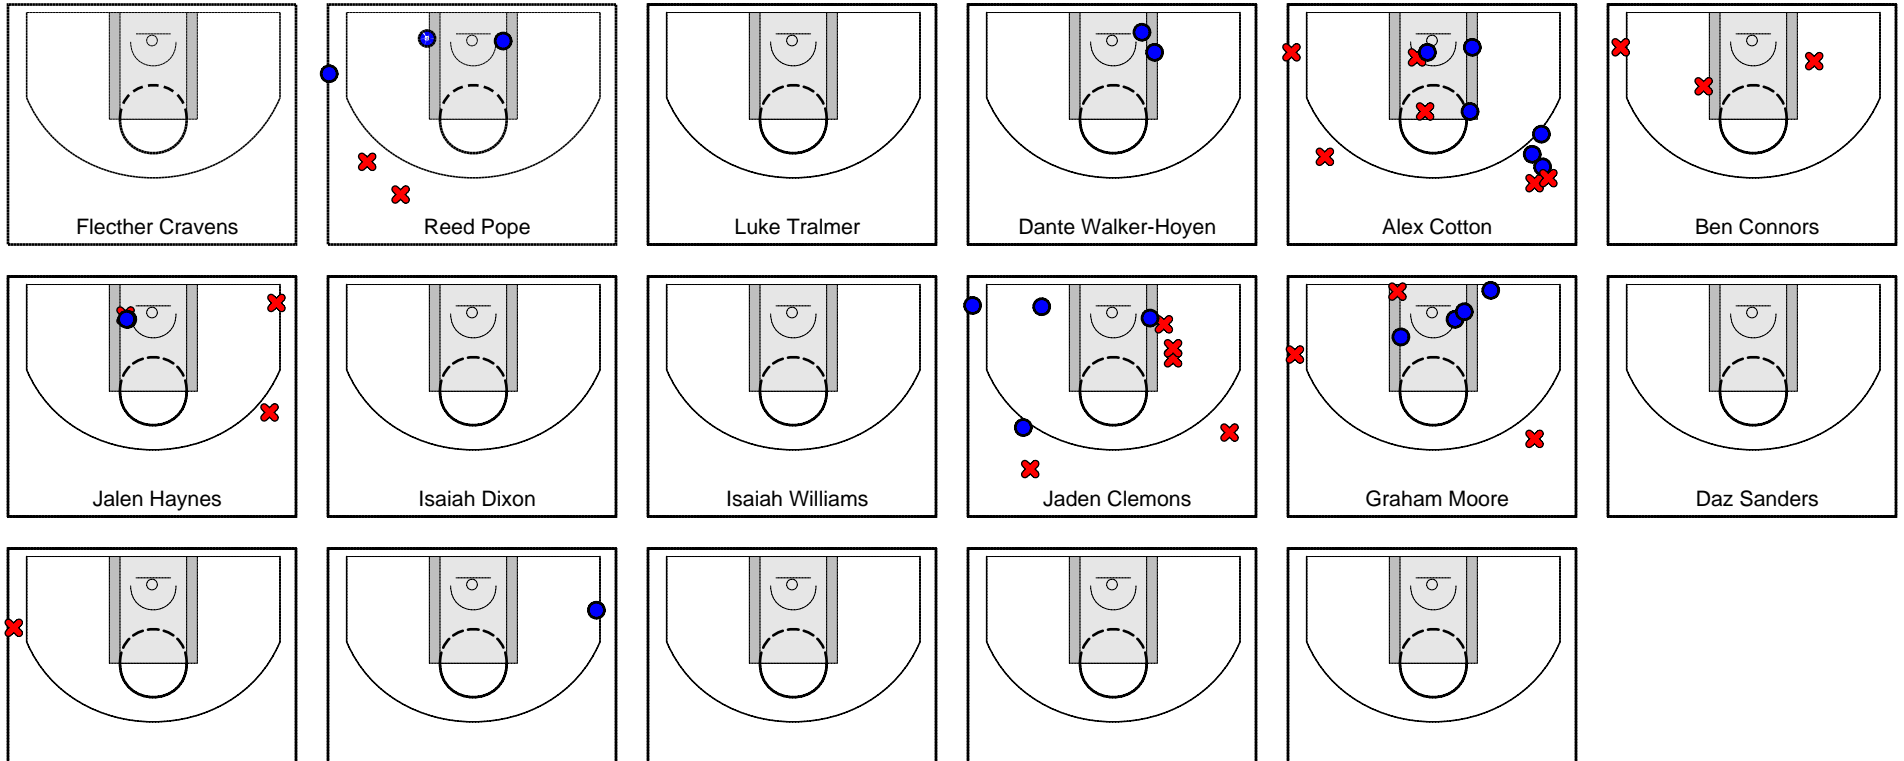 Flecther Cravens
Reed Pope
Luke Tralmer
Dante Walker-Hoyen
Alex Cotton
Ben Connors
Jalen Haynes
Isaiah Dixon
Isaiah Williams
Jaden Clemons
Graham Moore
Daz Sanders